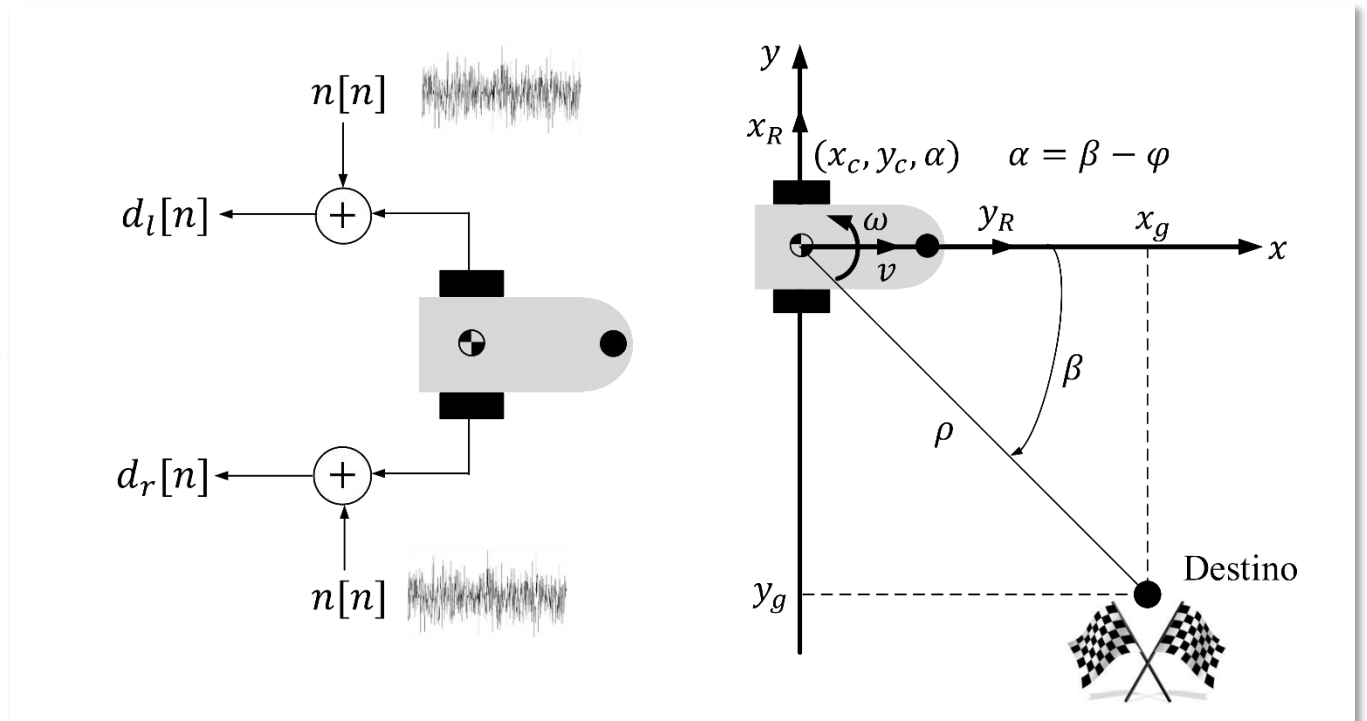 n[n]
d_l[n]
+
d_r[n]
+
n[n]
y
x_R
(x_c, y_c, α) α = β − φ
ω
y_R
x_g
x
v
β
ρ
y_g
Destino